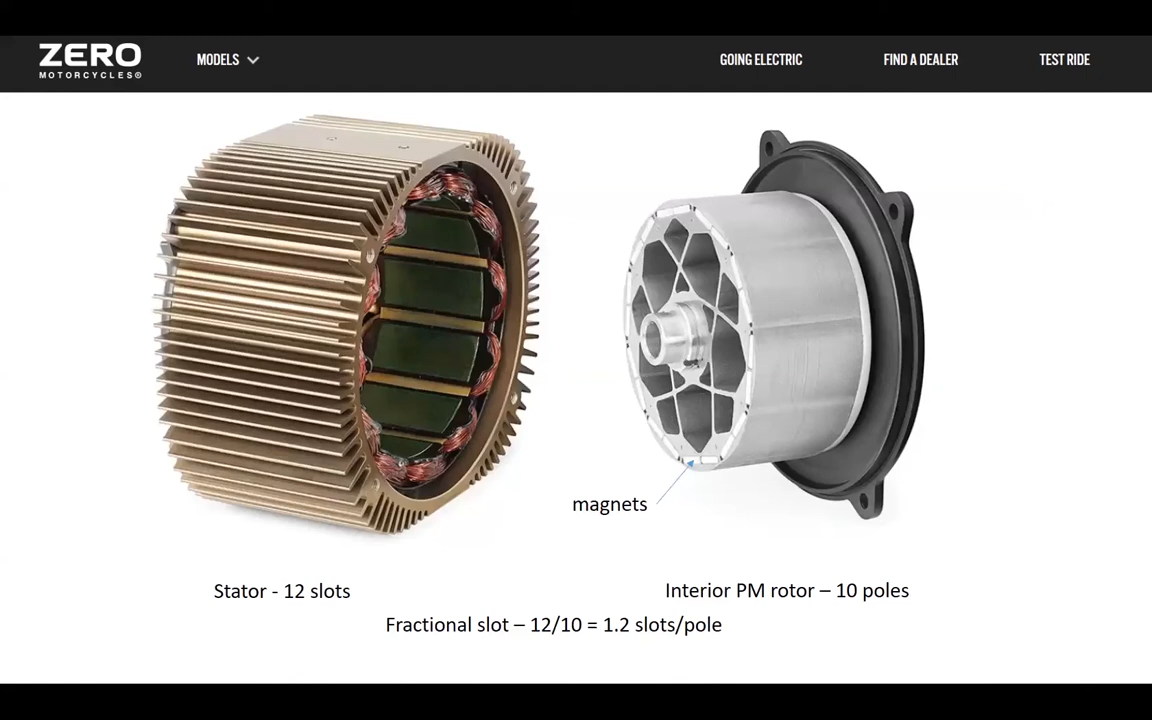 ZERO
MOTORCYCLES®
MODELS
GOING ELECTRIC
FIND A DEALER
TEST RIDE
magnets
Stator - 12 slots
Interior PM rotor – 10 poles
Fractional slot – 12/10 = 1.2 slots/pole